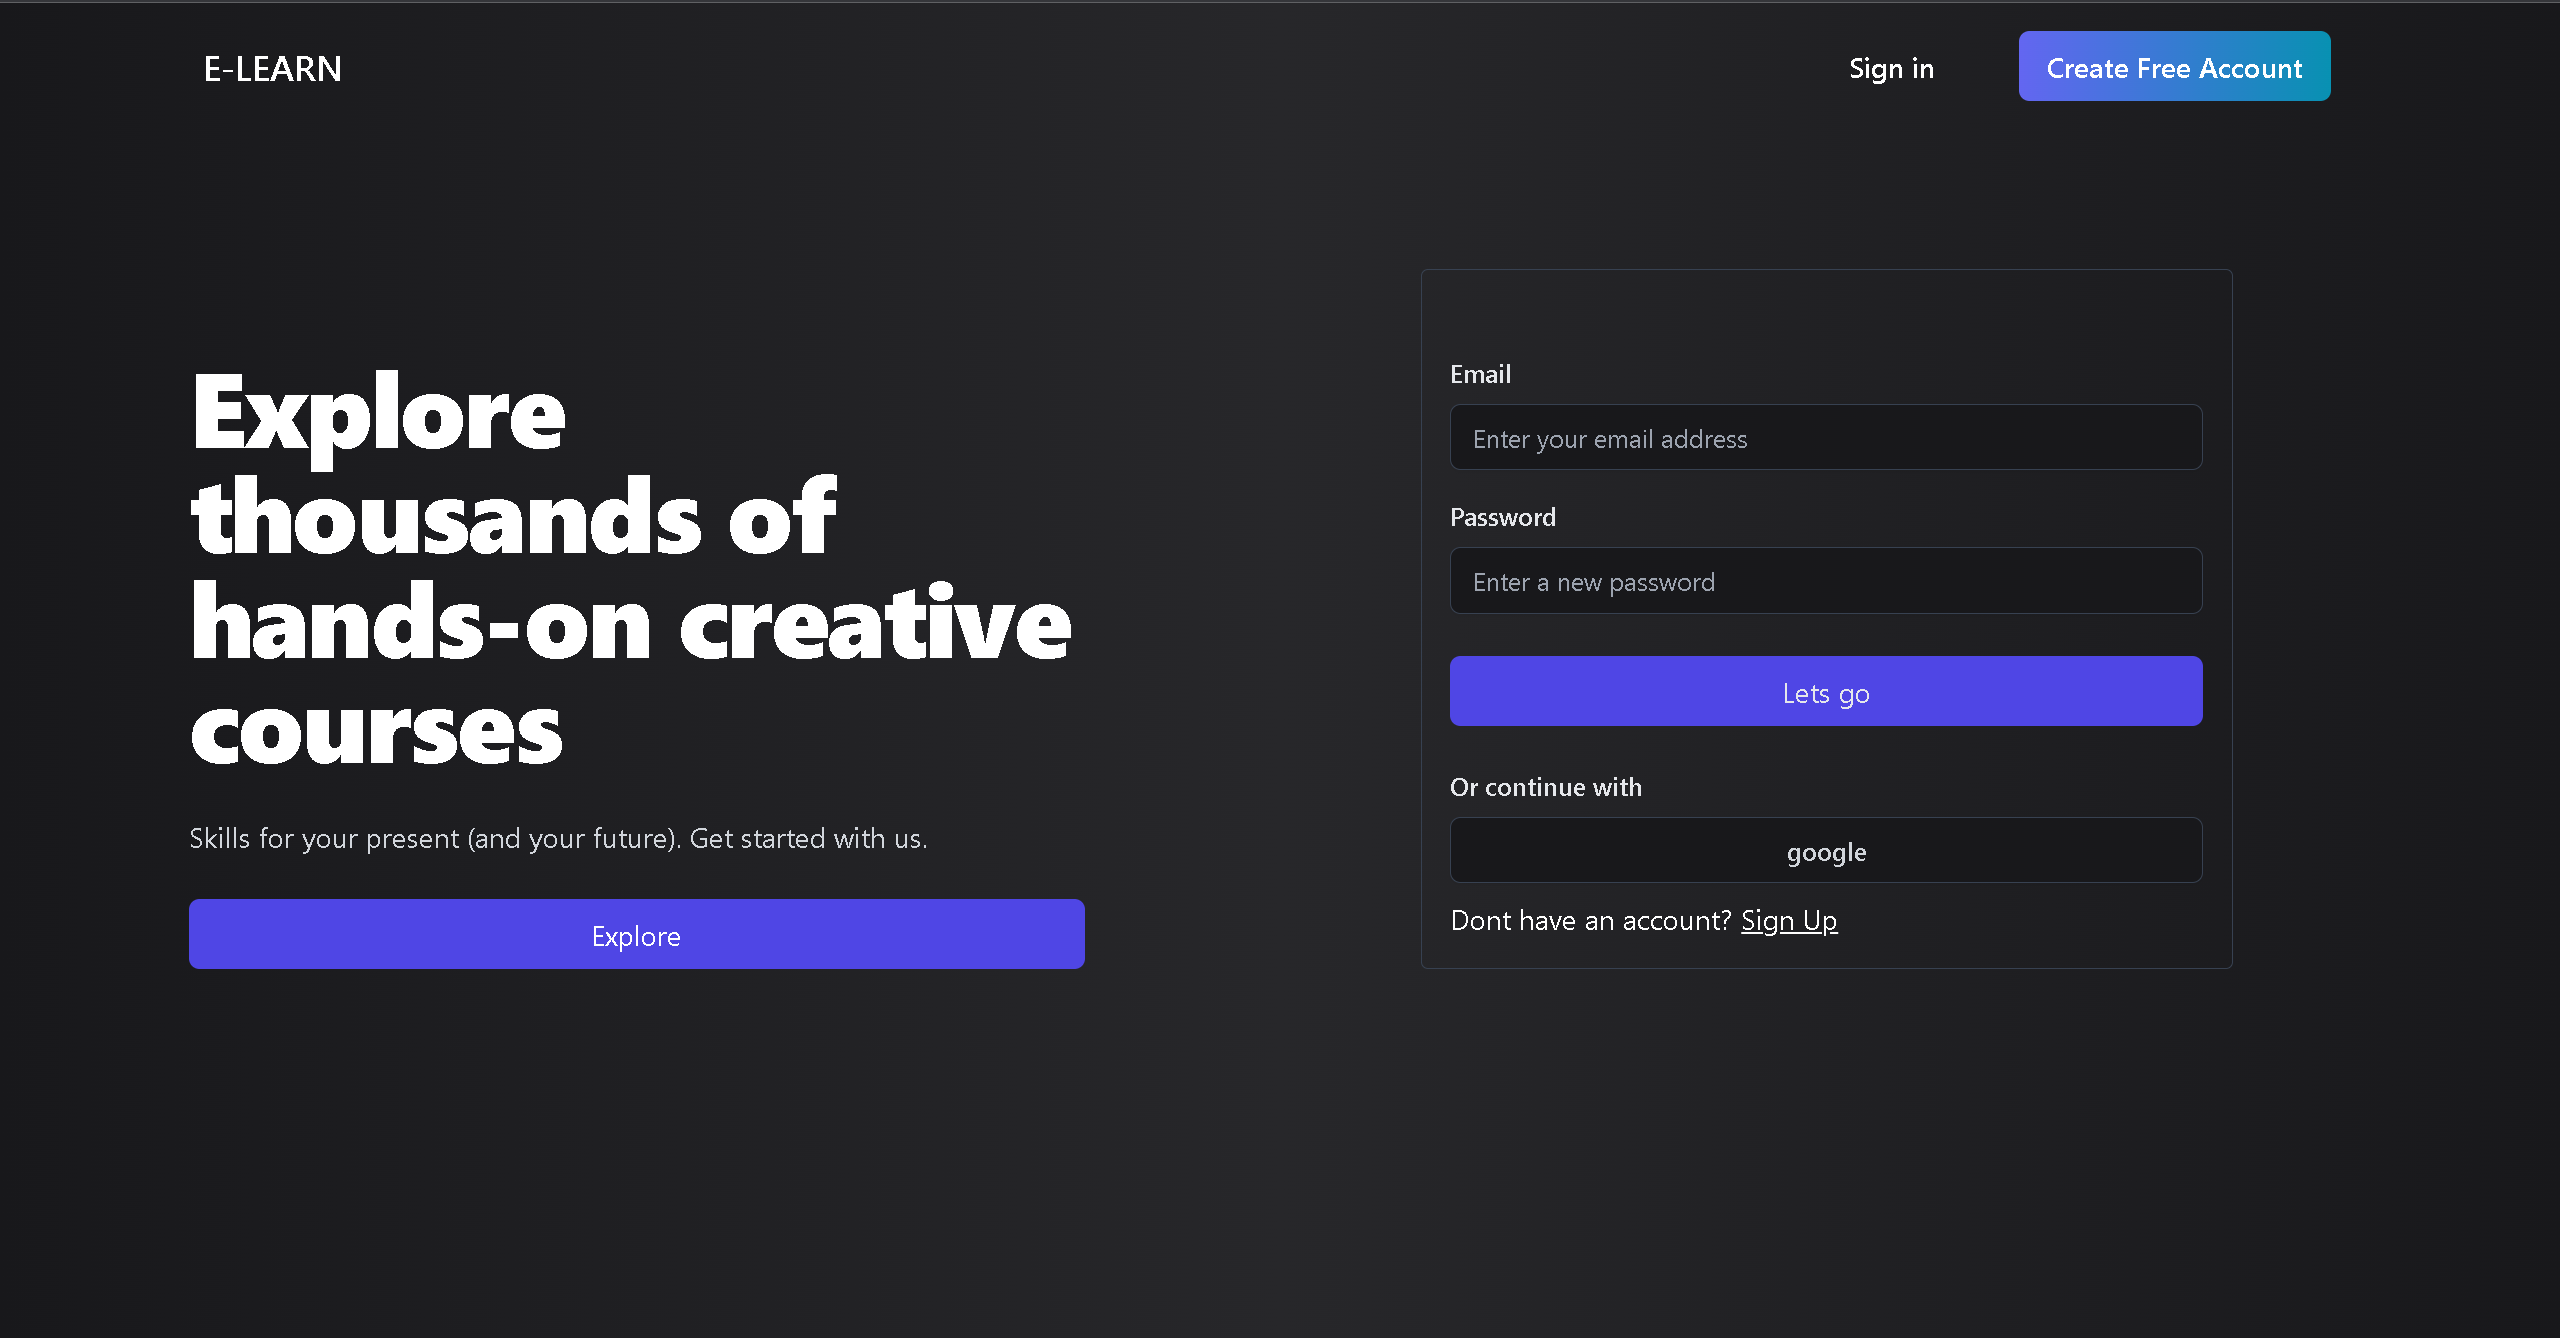 E-LEARN
Sign in
Create Free Account
Explore
thousands of
hands-on creative
courses
Skills for your present (and your future). Get started with us.
Explore
Email
Enter your email address
Password
Enter a new password
Lets go
Or continue with
google
Dont have an account? Sign Up